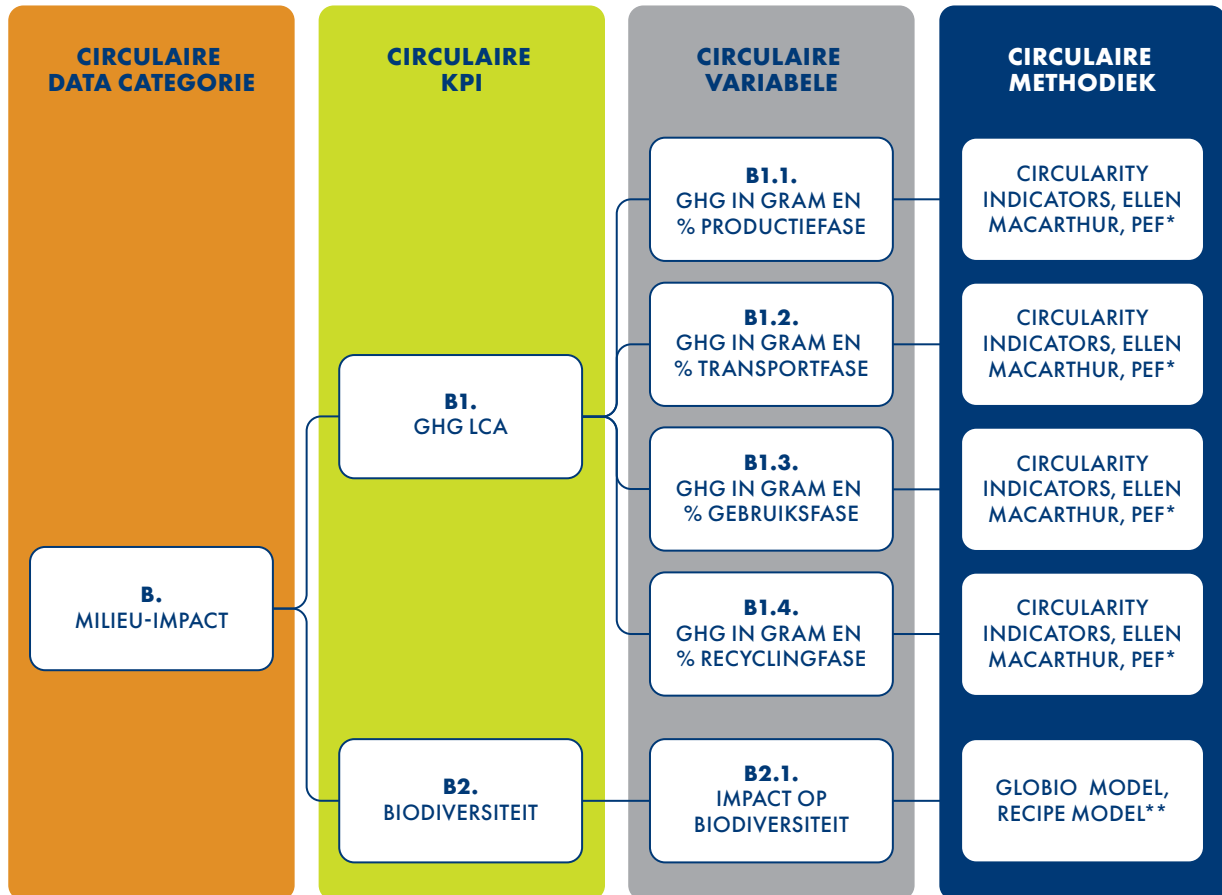 CIRCULAIRE
DATA CATEGORIE
CIRCULAIRE
KPI
CIRCULAIRE
VARIABELE
CIRCULAIRE
METHODIEK
B.
MILIEU-IMPACT
B1.
GHG LCA
B2.
BIODIVERSITEIT
B1.1.
GHG IN GRAM EN
% PRODUCTIEFASE
B1.2.
GHG IN GRAM EN
% TRANSPORTFASE
B1.3.
GHG IN GRAM EN
% GEBRUIKSFASE
B1.4.
GHG IN GRAM EN
% RECYCLINGFASE
B2.1.
IMPACT OP
BIODIVERSITEIT
CIRCULARITY
INDICATORS, ELLEN
MACARTHUR, PEF*
CIRCULARITY
INDICATORS, ELLEN
MACARTHUR, PEF*
CIRCULARITY
INDICATORS, ELLEN
MACARTHUR, PEF*
CIRCULARITY
INDICATORS, ELLEN
MACARTHUR, PEF*
GLOBIO MODEL,
RECIPE MODEL**